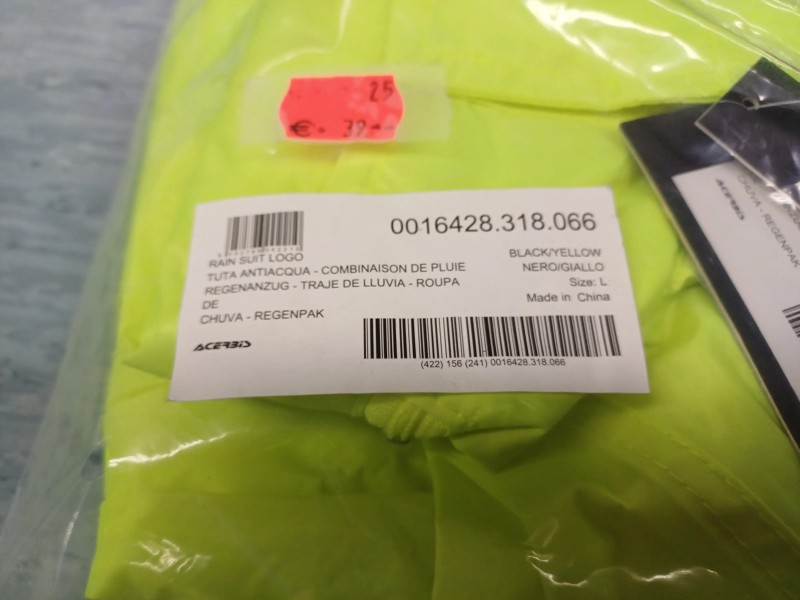 25
€. 39.--
0016428.318.066
RAIN SUIT LOGO
TUTA ANTIACQUA - COMBINAISON DE PLUIE
REGENANZUG - TRAJE DE LLUVIA - ROUPA
DE
CHUVA - REGENPAK
BLACK/YELLOW
NERO/GIALLO
Size: L
Made in China
ACERBIS
(422) 156 (241) 0016428.318.066
ACERBIS
CHUVA - REGENPAK